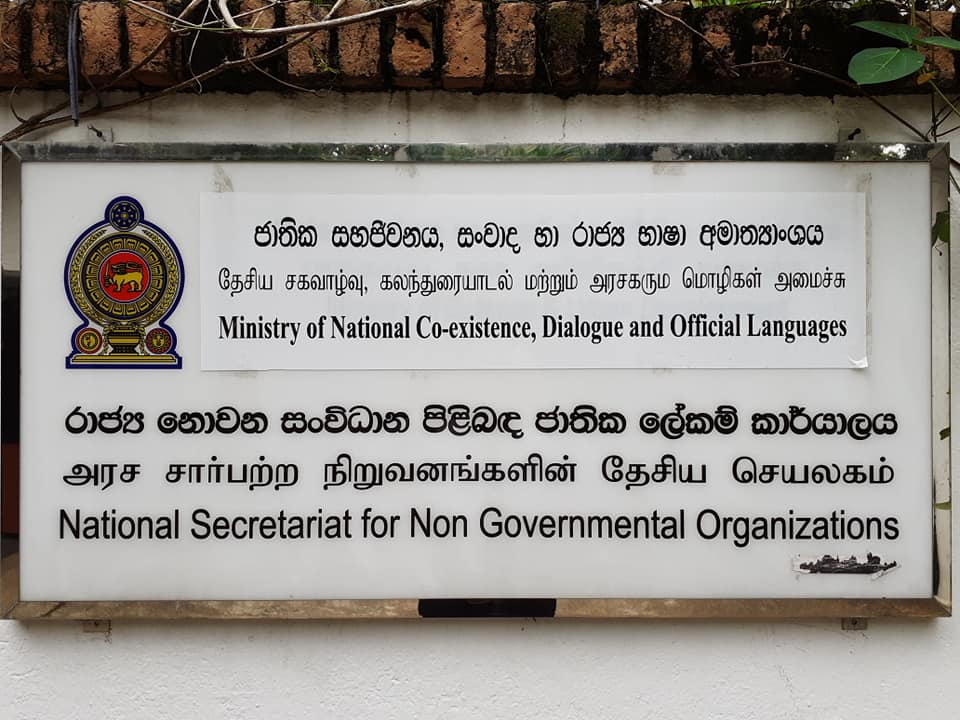 ජාතික සහජීවනය, සංවාද හා රාජ්‍ය භාෂා අමාත්‍යාංශය
தேசிய சகவாழ்வு, கலந்துரையாடல் மற்றும் அரசகரும மொழிகள் அமைச்சு
Ministry of National Co-existence, Dialogue and Official Languages
රාජ්‍ය නොවන සංවිධාන පිළිබඳ ජාතික ලේකම් කාර්යාලය
அரச சார்பற்ற நிறுவனங்களின் தேசிய செயலகம்
National Secretariat for Non Governmental Organizations